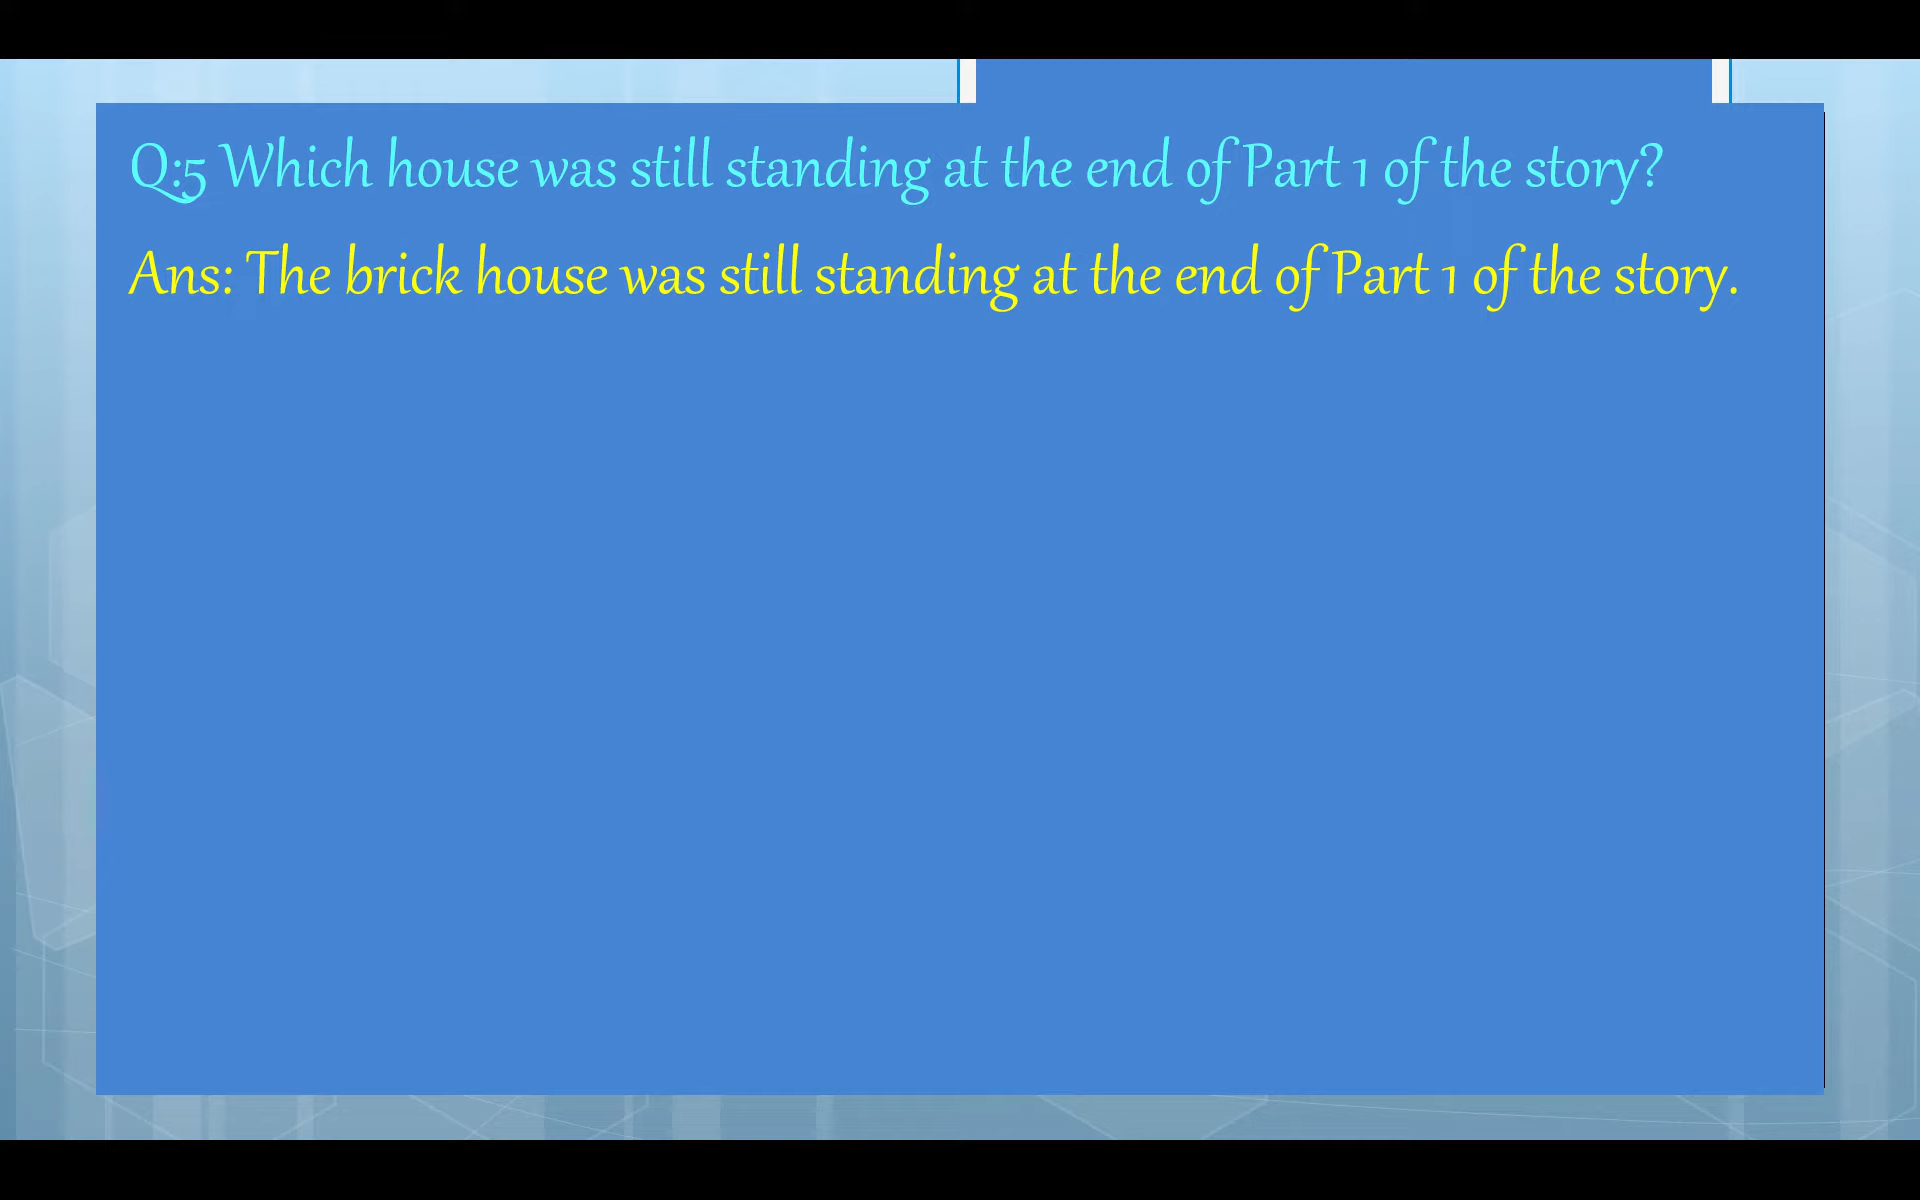 Q:5 Which house was still standing at the end of Part 1 of the story?
Ans: The brick house was still standing at the end of Part 1 of the story.